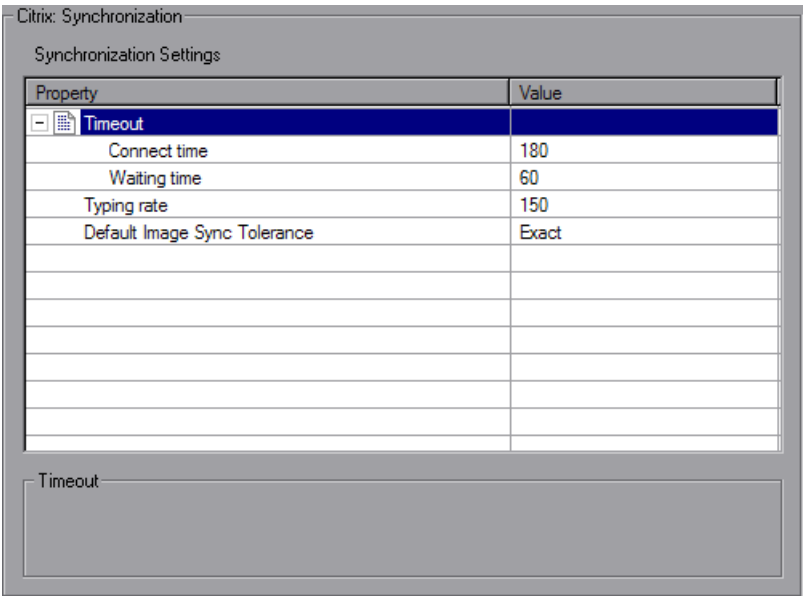 Citrix: Synchronization
Synchronization Settings
Property Value
Timeout
Connect time 180
Waiting time 60
Typing rate 150
Default Image Sync Tolerance Exact
Timeout